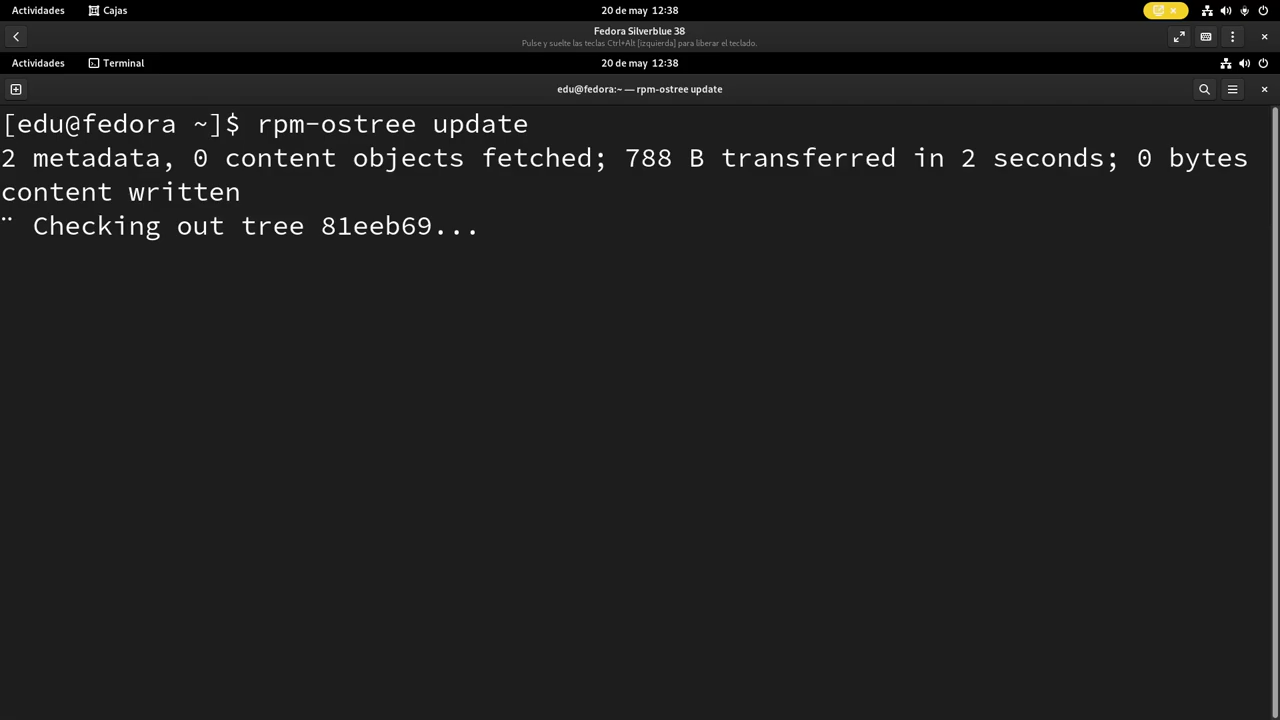 Actividades Cajas 20 de may 12:38
Fedora Silverblue 38
Pulse y suelte las teclas Ctrl+Alt [izquierda] para liberar el teclado.
Actividades Terminal 20 de may 12:38
edu@fedora:~ — rpm-ostree update
[edu@fedora ~]$ rpm-ostree update
2 metadata, 0 content objects fetched; 788 B transferred in 2 seconds; 0 bytes
content written
⠉ Checking out tree 81eeb69...